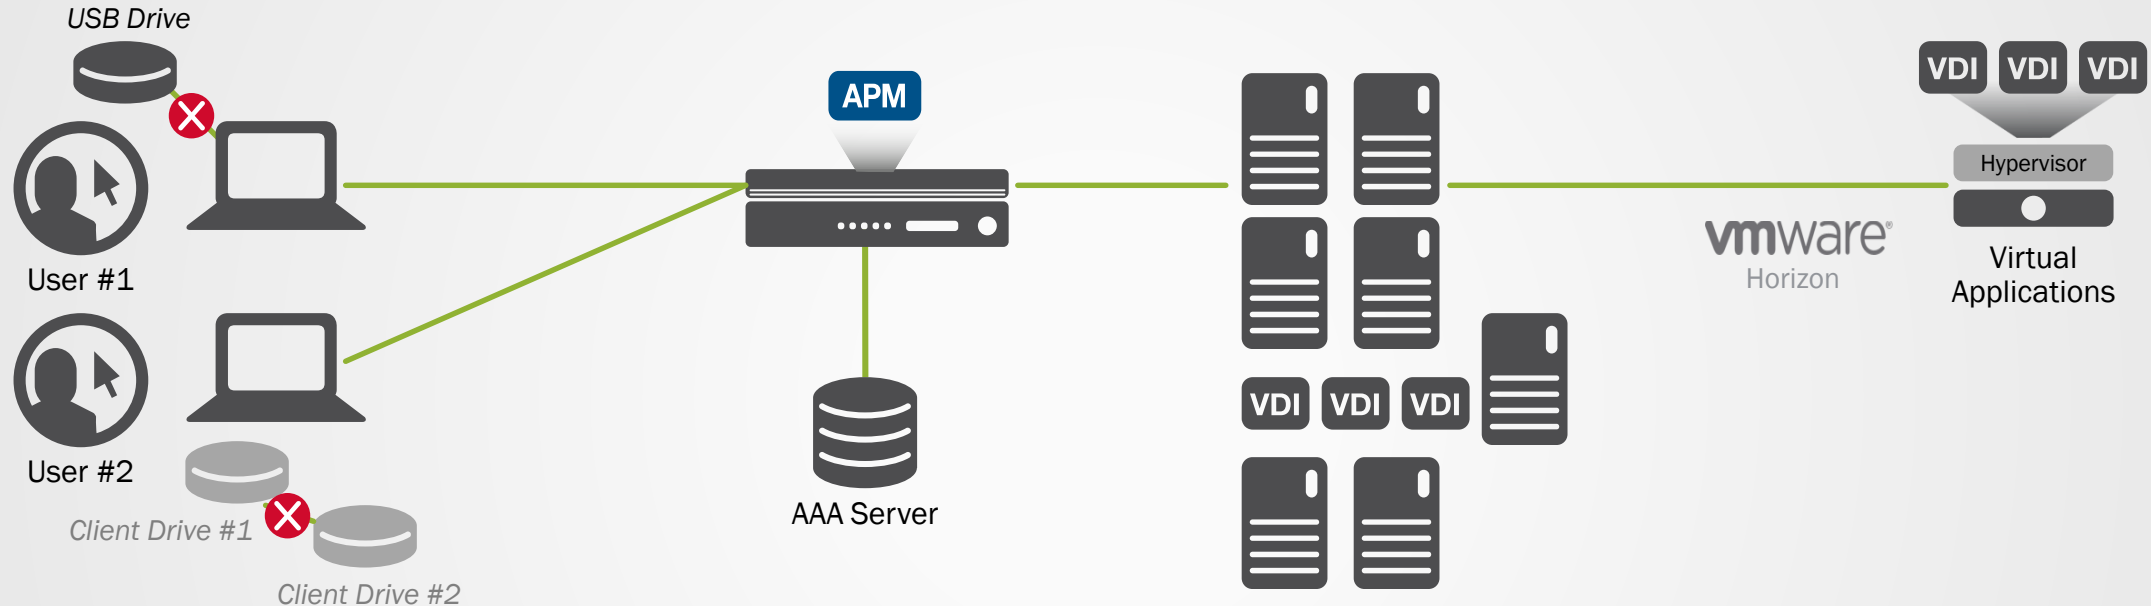 USB Drive
APM
VDI VDI VDI
Hypervisor
User #1
vmware®
Horizon
Virtual
Applications
VDI VDI VDI
User #2
AAA Server
Client Drive #1
Client Drive #2